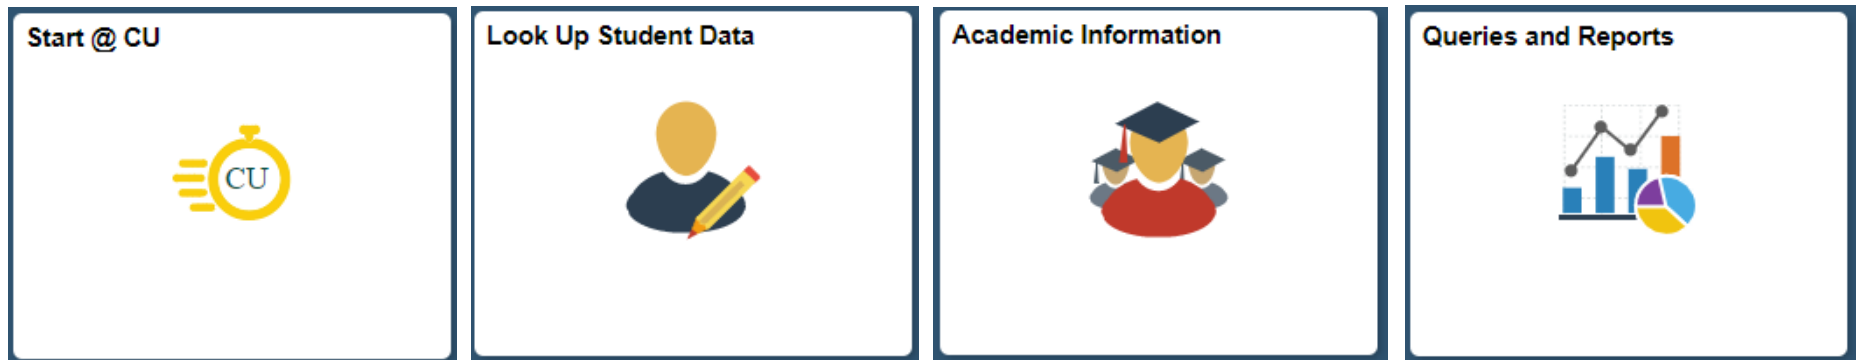 Start @ CU
Look Up Student Data
Academic Information
Queries and Reports
CU